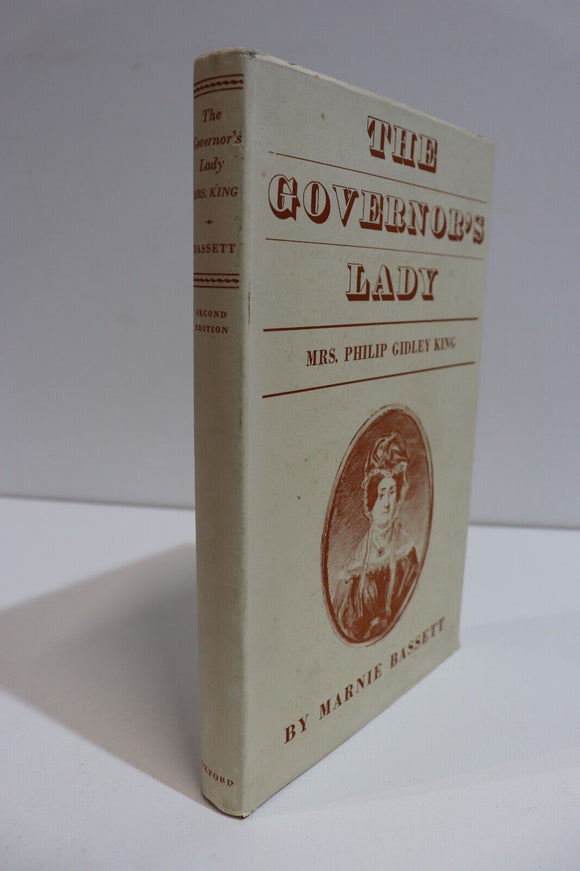 The
Governor's
Lady
MRS. KING
BASSETT
SECOND
EDITION
OXFORD
THE
GOVERNOR'S
LADY
MRS. PHILIP GIDLEY KING
BY MARNIE BASSETT